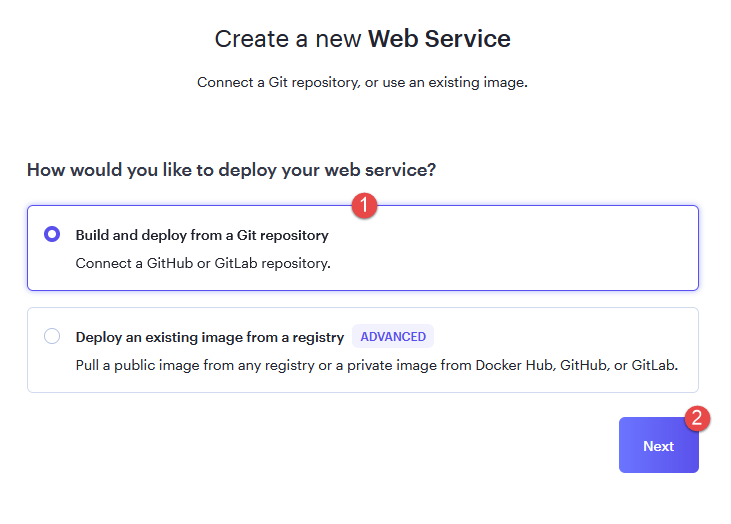 Create a new Web Service
Connect a Git repository, or use an existing image.
How would you like to deploy your web service?
1
Build and deploy from a Git repository
Connect a GitHub or GitLab repository.
Deploy an existing image from a registry ADVANCED
Pull a public image from any registry or a private image from Docker Hub, GitHub, or GitLab.
2
Next